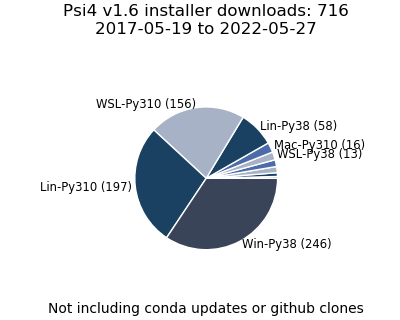 Psi4 v1.6 installer downloads: 716
2017-05-19 to 2022-05-27
WSL-Py310 (156)
Lin-Py38 (58)
Mac-Py310 (16)
WSL-Py38 (13)
Lin-Py310 (197)
Win-Py38 (246)
Not including conda updates or github clones